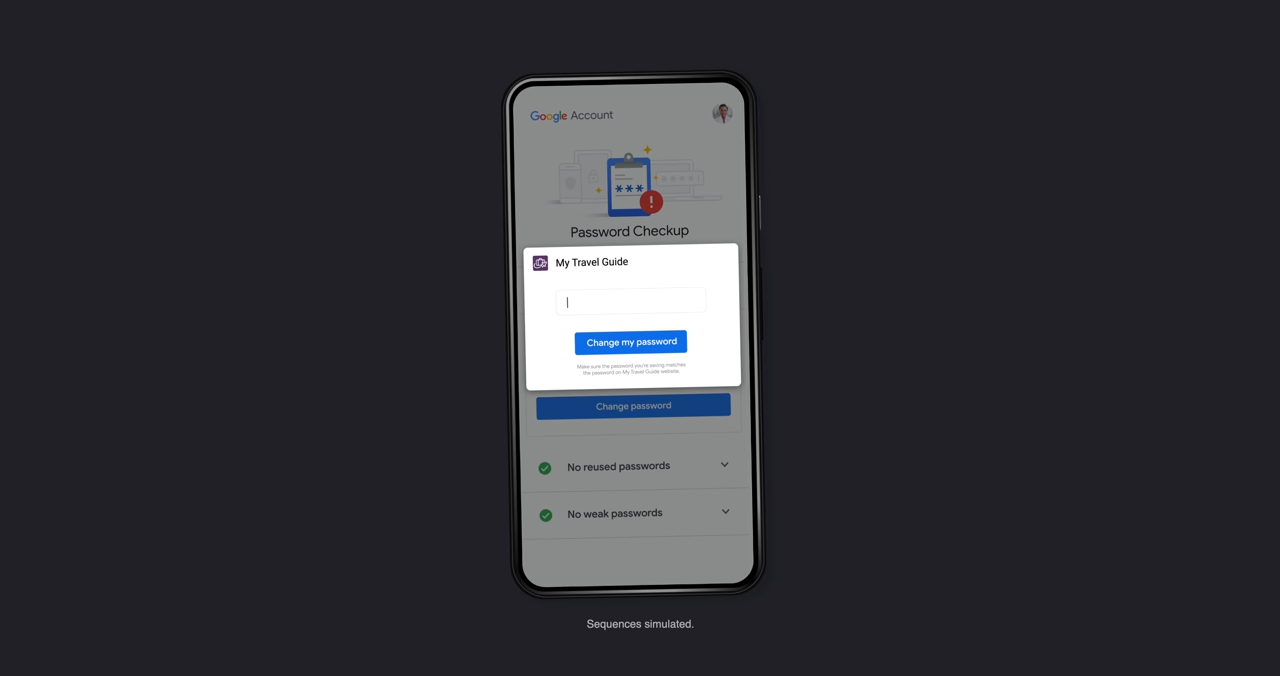 Google Account
***
!
Password Checkup
My Travel Guide
Change my password
Make sure the password you're saving matches
the password on My Travel Guide website.
Change password
No reused passwords
No weak passwords
Sequences simulated.